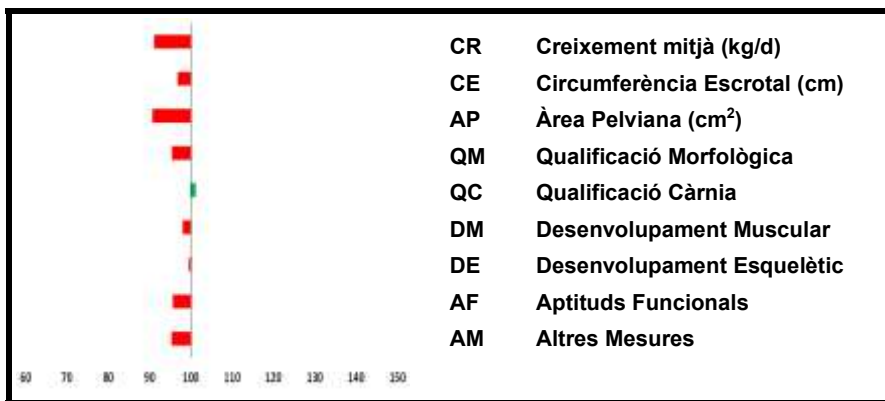 CR Creixement mitjà (kg/d)
CE Circumferència Escrotal (cm)
AP Àrea Pelviana (cm²)
QM Qualificació Morfològica
QC Qualificació Càrnia
DM Desenvolupament Muscular
DE Desenvolupament Esquelètic
AF Aptituds Funcionals
AM Altres Mesures
60 70 80 90 100 110 120 130 140 150